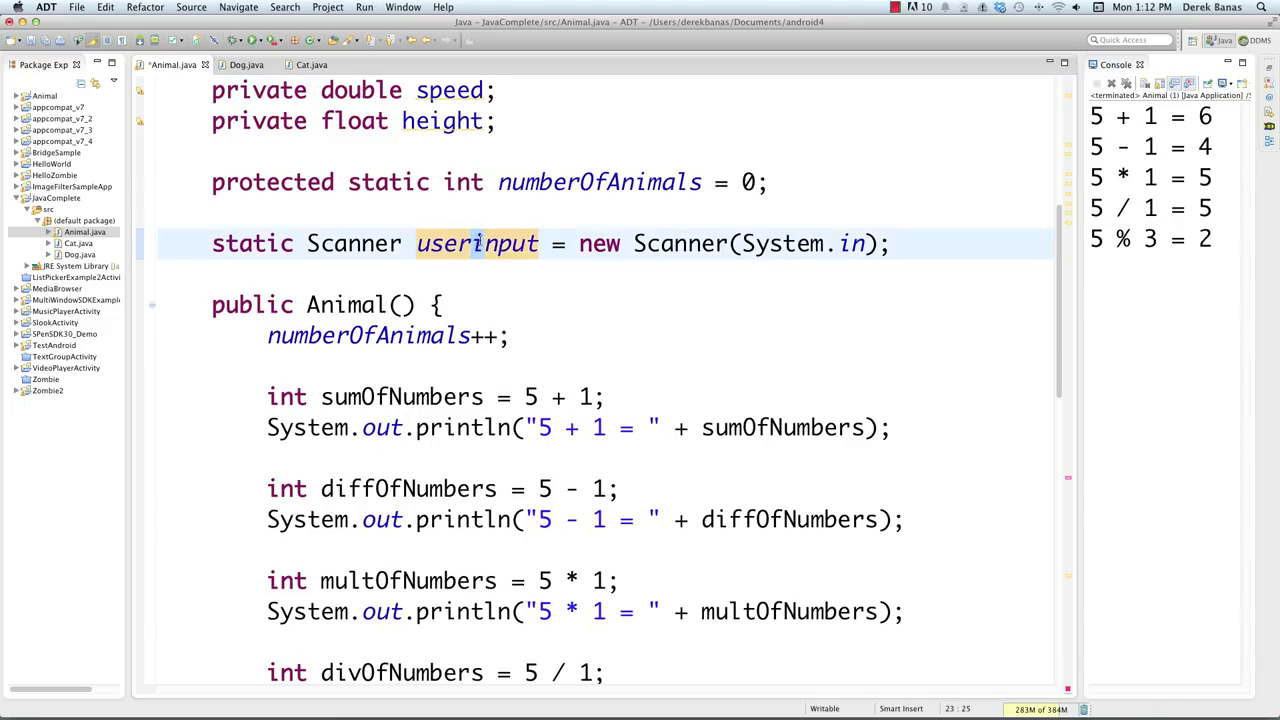 ADT File Edit Refactor Source Navigate Search Project Run Window Help 10 Mon 1:12 PM Derek Banas
Java – JavaComplete/src/Animal.java – ADT – /Users/derekbanas/Documents/android4
Quick Access Java DDMS
Package Exp *Animal.java Dog.java Cat.java Console
Animal
appcompat_v7
appcompat_v7_2
appcompat_v7_3
appcompat_v7_4
BridgeSample
HelloWorld
HelloZombie
ImageFilterSampleApp
JavaComplete
src
(default package)
Animal.java
Cat.java
Dog.java
JRE System Library [
ListPickerExample2Activi
MediaBrowser
MultiWindowSDKExample
MusicPlayerActivity
SlookActivity
SPenSDK30_Demo
TestAndroid
TextGroupActivity
VideoPlayerActivity
Zombie
Zombie2
private double speed;
private float height;
protected static int numberOfAnimals = 0;
static Scanner userinput = new Scanner(System.in);
public Animal() {
numberOfAnimals++;
int sumOfNumbers = 5 + 1;
System.out.println("5 + 1 = " + sumOfNumbers);
int diffOfNumbers = 5 - 1;
System.out.println("5 - 1 = " + diffOfNumbers);
int multOfNumbers = 5 * 1;
System.out.println("5 * 1 = " + multOfNumbers);
int divOfNumbers = 5 / 1;
<terminated> Animal (1) [Java Application] /S
5 + 1 = 6
5 - 1 = 4
5 * 1 = 5
5 / 1 = 5
5 % 3 = 2
Writable Smart Insert 23 : 25 283M of 384M